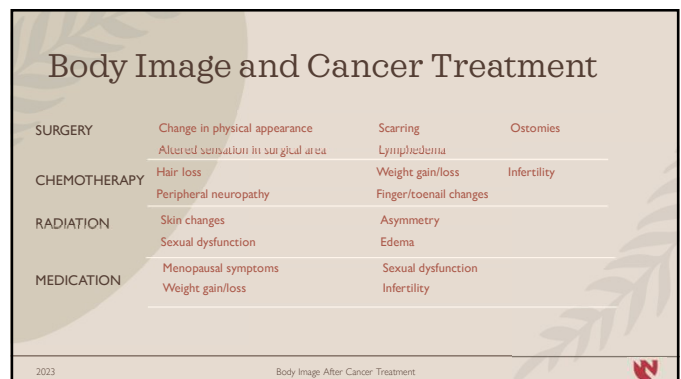 Body Image and Cancer Treatment
SURGERY
Change in physical appearance Scarring Ostomies
Altered sensation in surgical area Lymphedema
CHEMOTHERAPY
Hair loss Weight gain/loss Infertility
Peripheral neuropathy Finger/toenail changes
RADIATION
Skin changes Asymmetry
Sexual dysfunction Edema
MEDICATION
Menopausal symptoms Sexual dysfunction
Weight gain/loss Infertility
2023 Body Image After Cancer Treatment
N